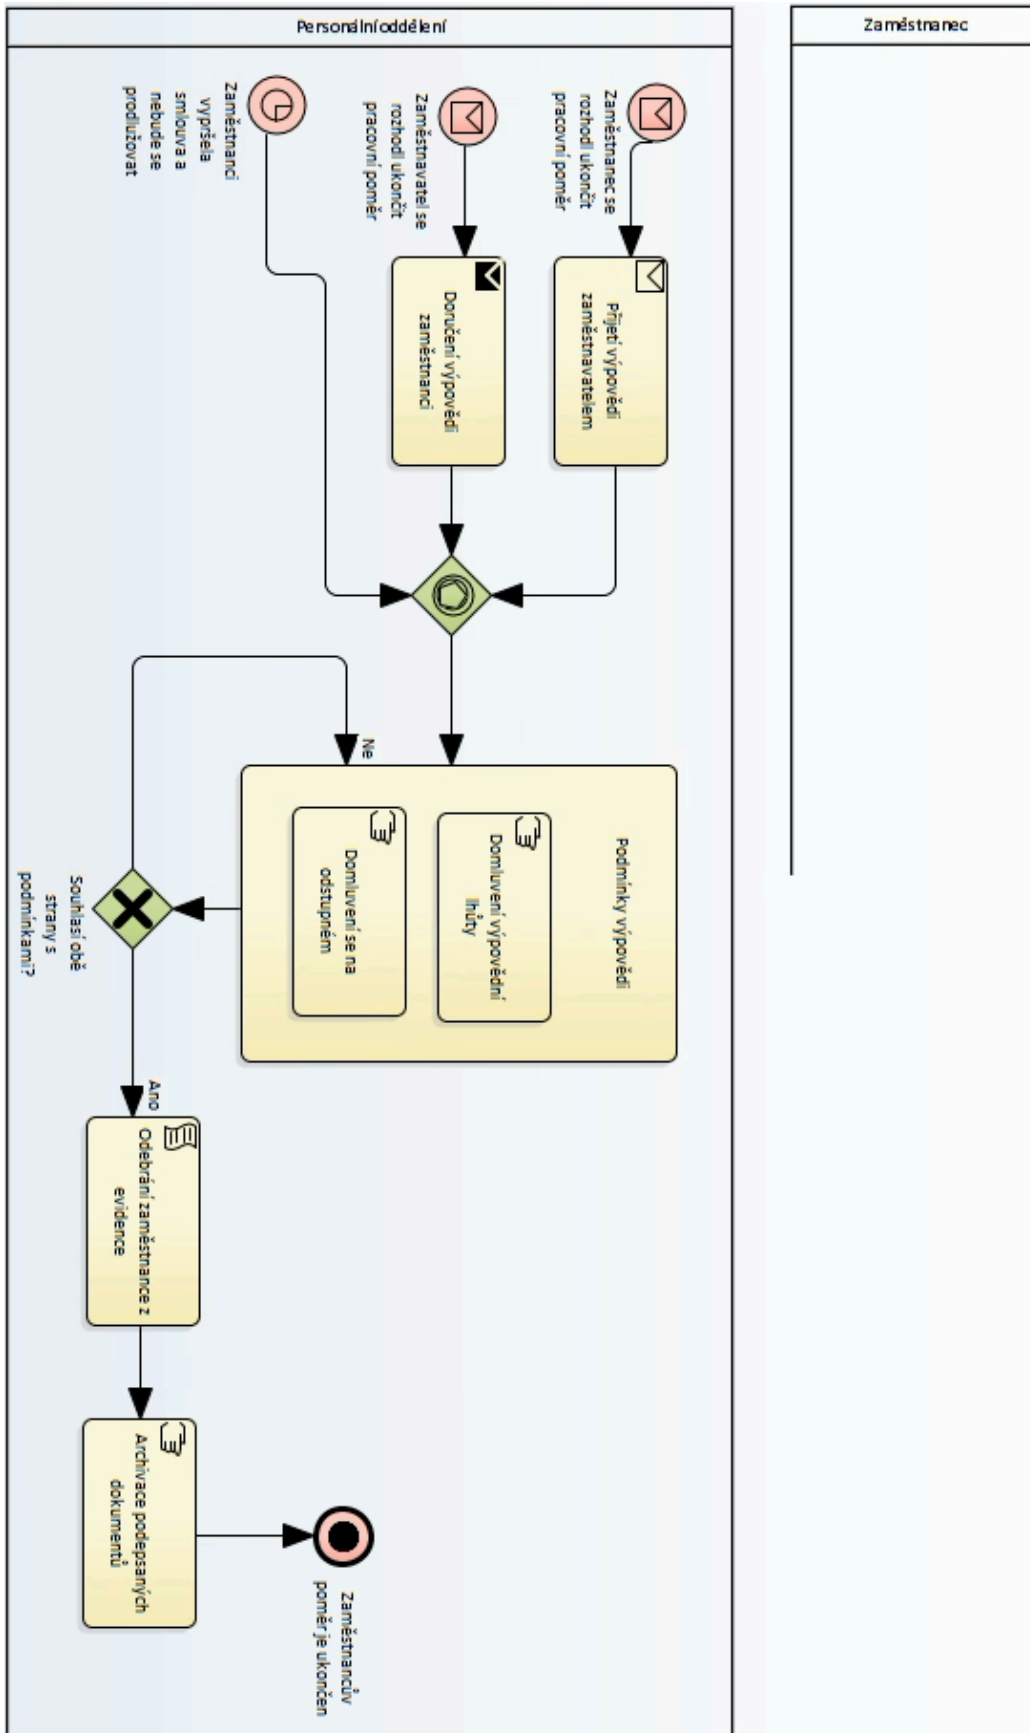 Personální oddělení
Zaměstnanec
Zaměstnanci
vypršela
smlouva a
nebude se
prodlužovat
Zaměstnavatel se
rozhodl ukončit
pracovní poměr
Zaměstnanec se
rozhodl ukončit
pracovní poměr
Doručení výpovědi
zaměstnanci
Přijetí výpovědi
zaměstnavatelem
Ne
Podmínky výpovědi
Domluvení výpovědní
lhůty
Domluvení se na
odstupném
Souhlasí obě
strany s
podmínkami?
Ano
Odebrání zaměstnance z
evidence
Archivace podepsaných
dokumentů
Zaměstnancův
poměr je ukončen